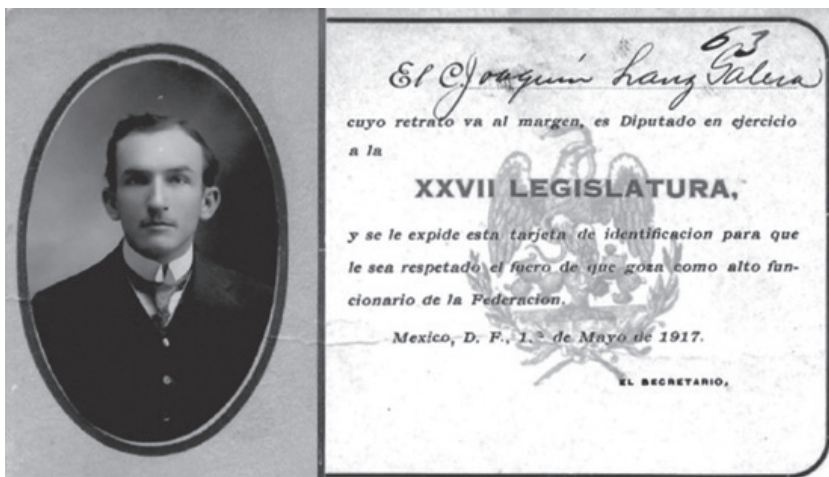 63
El C. Joaquín Lanz Galera
cuyo retrato va al margen, es Diputado en ejercicio
a la
XXVII LEGISLATURA,
y se le expide esta tarjeta de identificacion para que
le sea respetado el fuero de que goza como alto fun-
cionario de la Federacion.
Mexico, D. F., 1.º de Mayo de 1917.
EL SECRETARIO,